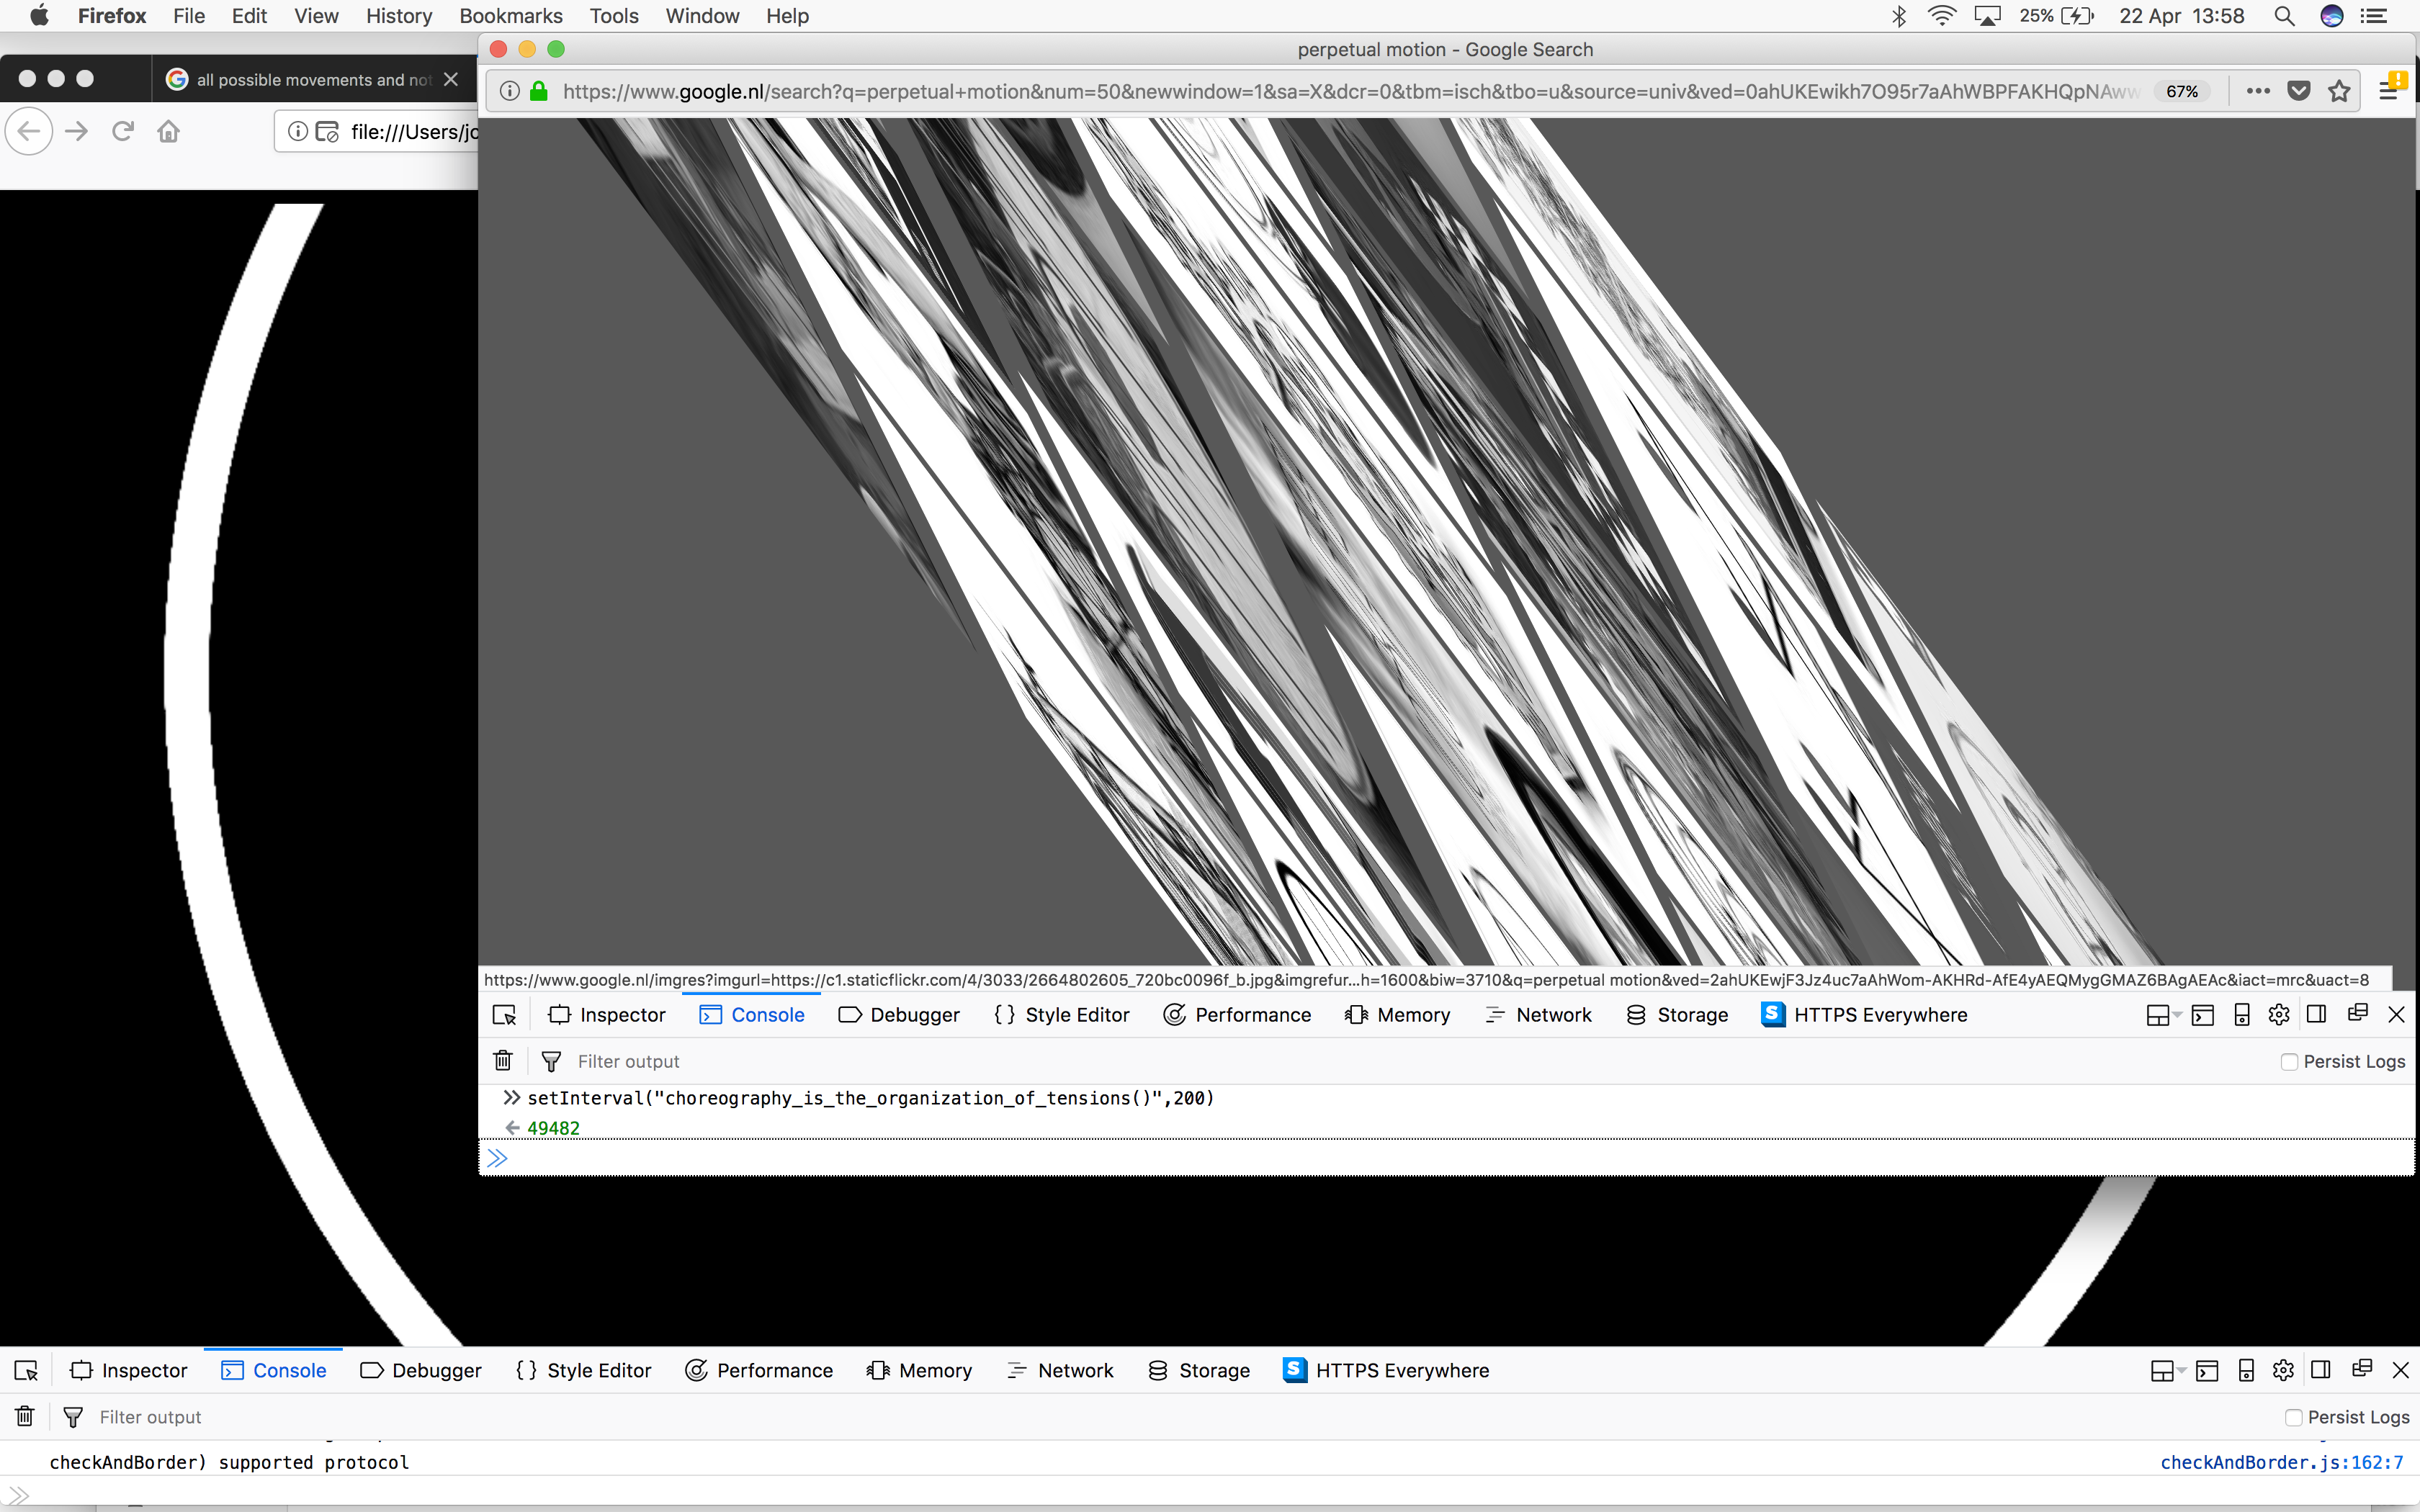 Firefox File Edit View History Bookmarks Tools Window Help 25% 22 Apr 13:58
perpetual motion - Google Search
all possible movements and not
https://www.google.nl/search?q=perpetual+motion&num=50&newwindow=1&sa=X&dcr=0&tbm=isch&tbo=u&source=univ&ved=0ahUKEwikh7O95r7aAhWBPFAKHQpNAww 67%
file:///Users/jo
https://www.google.nl/imgres?imgurl=https://c1.staticflickr.com/4/3033/2664802605_720bc0096f_b.jpg&imgrefur…h=1600&biw=3710&q=perpetual motion&ved=2ahUKEwjF3Jz4uc7aAhWom-AKHRd-AfE4yAEQMygGMAZ6BAgAEAc&iact=mrc&uact=8
Inspector Console Debugger Style Editor Performance Memory Network Storage HTTPS Everywhere
Filter output Persist Logs
setInterval("choreography_is_the_organization_of_tensions()",200)
49482
Inspector Console Debugger Style Editor Performance Memory Network Storage HTTPS Everywhere
Filter output Persist Logs
checkAndBorder) supported protocol checkAndBorder.js:162:7